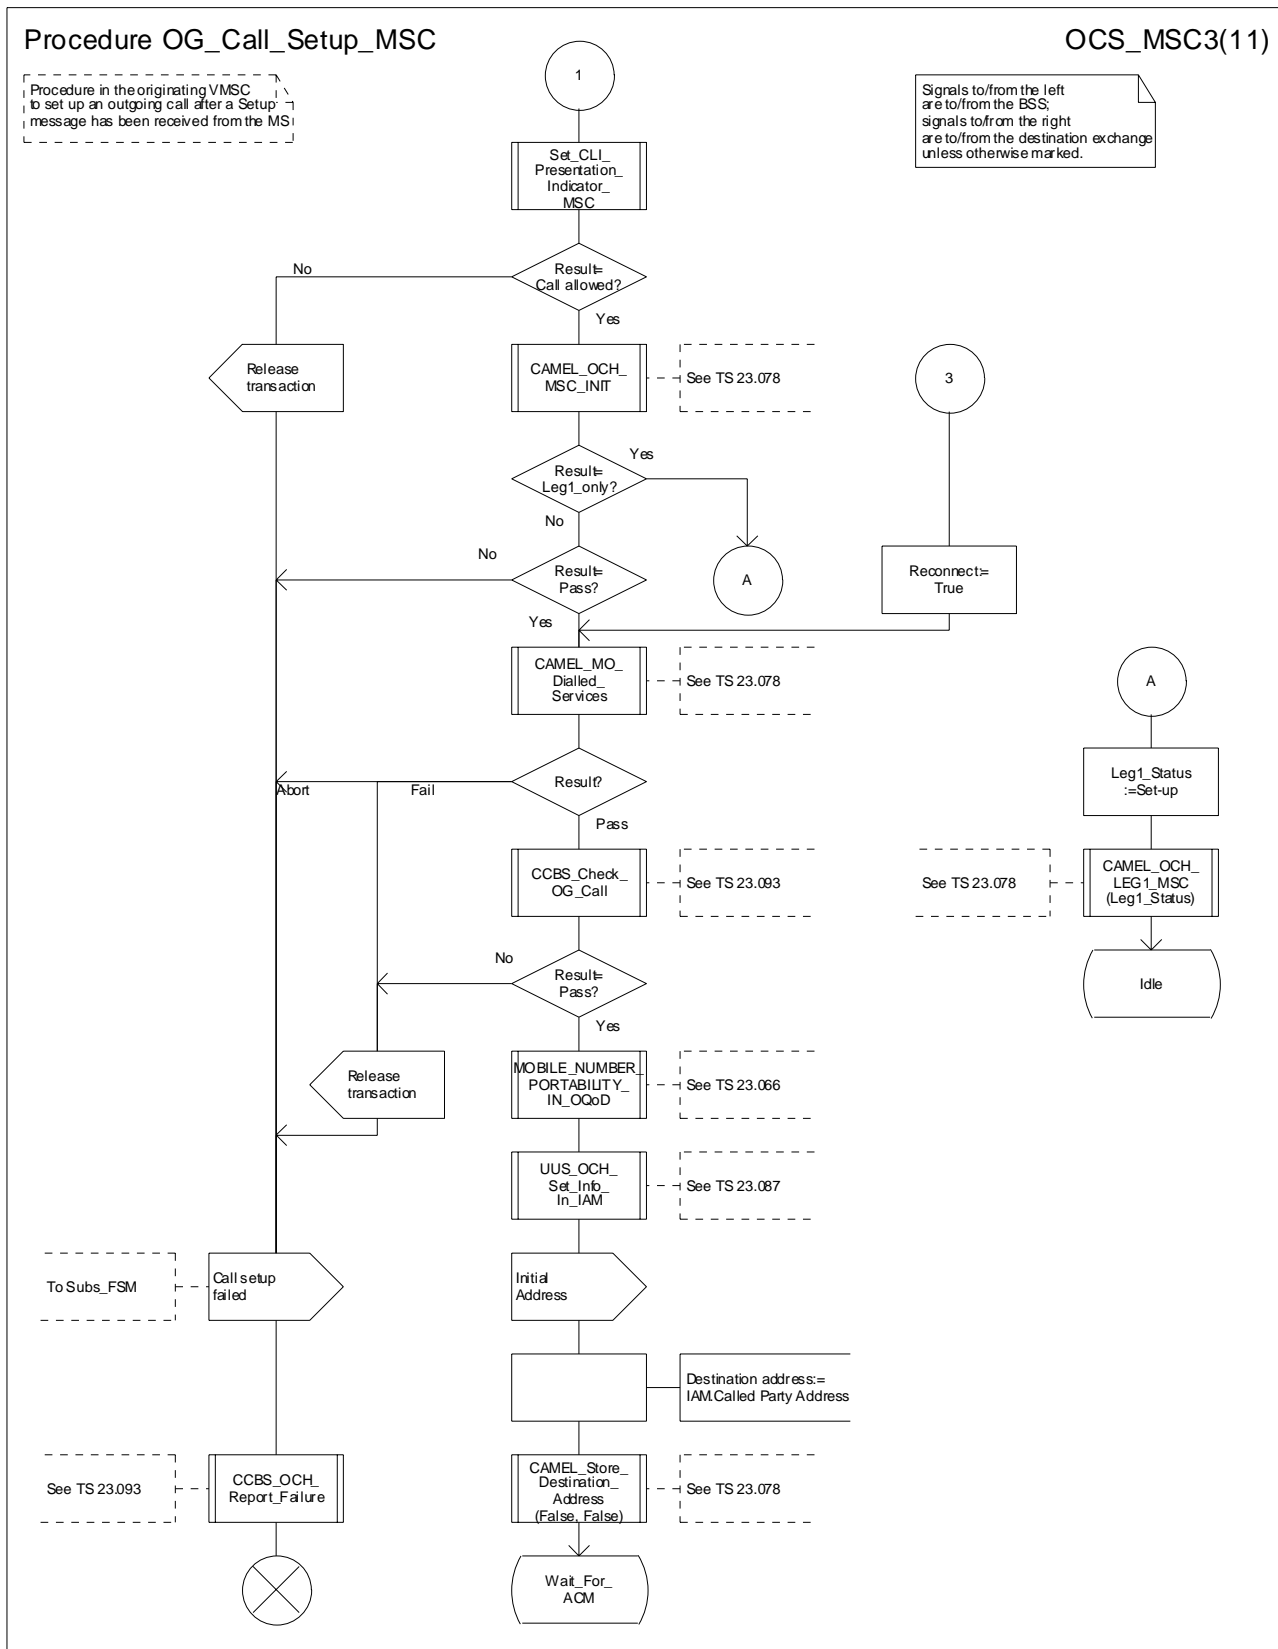 Procedure OG_Call_Setup_MSC
OCS_MSC3(11)
Procedure in the originating VMSC
to set up an outgoing call after a Setup
message has been received from the MS
1
Signals to/from the left
are to/from the BSS;
signals to/from the right
are to/from the destination exchange
unless otherwise marked.
Set_CLI_
Presentation_
Indicator_
MSC
No
Result=
Call allowed?
Yes
Release
transaction
CAMEL_OCH_
MSC_INIT
See TS 23.078
3
Result=
Leg1_only?
Yes
No
No
Result=
Pass?
A
Reconnect:=
True
Yes
CAMEL_MO_
Dialled_
Services
See TS 23.078
A
Abort
Fail
Result?
Pass
Leg1_Status
:=Set-up
CCBS_Check_
OG_Call
See TS 23.093
See TS 23.078
CAMEL_OCH_
LEG1_MSC
(Leg1_Status)
No
Result=
Pass?
Yes
Idle
Release
transaction
MOBILE_NUMBER_
PORTABILITY_
IN_OQoD
See TS 23.066
UUS_OCH_
Set_Info_
In_IAM
See TS 23.087
To Subs_FSM
Call setup
failed
Initial
Address
Destination address:=
IAM.Called Party Address
See TS 23.093
CCBS_OCH_
Report_Failure
CAMEL_Store_
Destination_
Address
(False, False)
See TS 23.078
Wait_For_
ACM